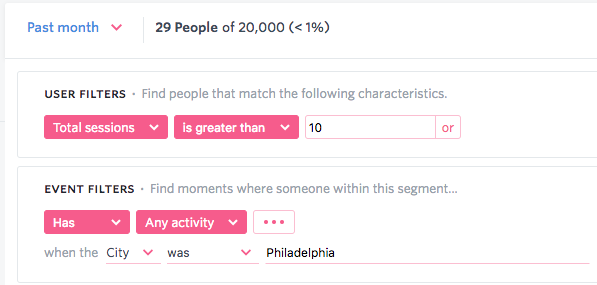 Past month 29 People of 20,000 (< 1%)
USER FILTERS · Find people that match the following characteristics.
Total sessions is greater than 10 or
EVENT FILTERS · Find moments where someone within this segment...
Has Any activity •••
when the City was Philadelphia